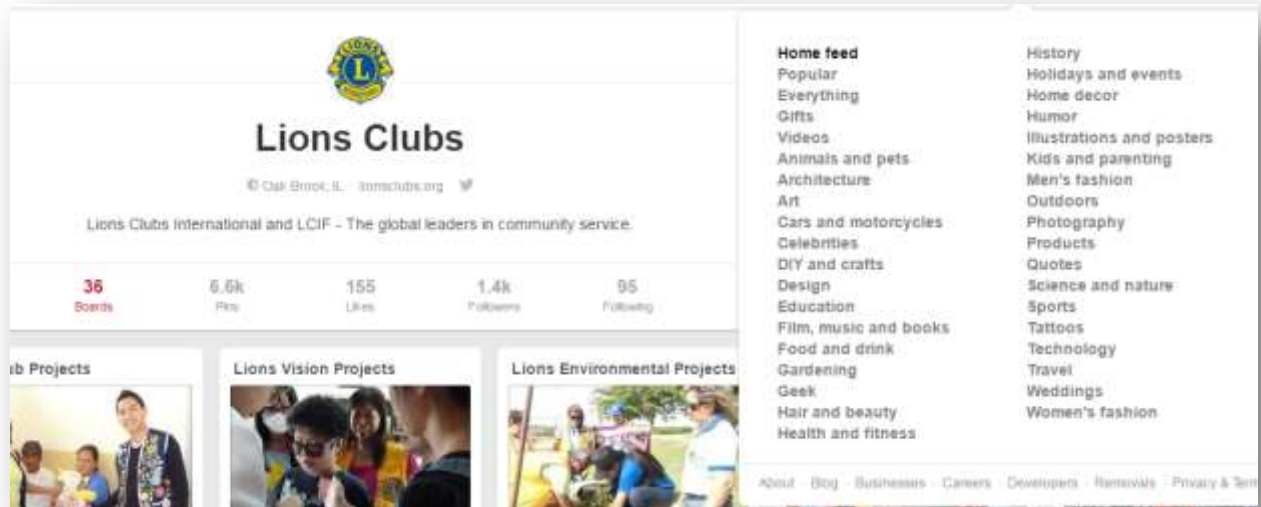 LIONS
L
Lions Clubs
Oak Brook, IL · lionsclubs.org
Lions Clubs International and LCIF - The global leaders in community service.
36
Boards
6.6k
Pins
155
Likes
1.4k
Followers
95
Following
ub Projects
Lions Vision Projects
Lions Environmental Projects
Home feed
Popular
Everything
Gifts
Videos
Animals and pets
Architecture
Art
Cars and motorcycles
Celebrities
DIY and crafts
Design
Education
Film, music and books
Food and drink
Gardening
Geek
Hair and beauty
Health and fitness
History
Holidays and events
Home decor
Humor
Illustrations and posters
Kids and parenting
Men's fashion
Outdoors
Photography
Products
Quotes
Science and nature
Sports
Tattoos
Technology
Travel
Weddings
Women's fashion
About · Blog · Businesses · Careers · Developers · Removals · Privacy & Term